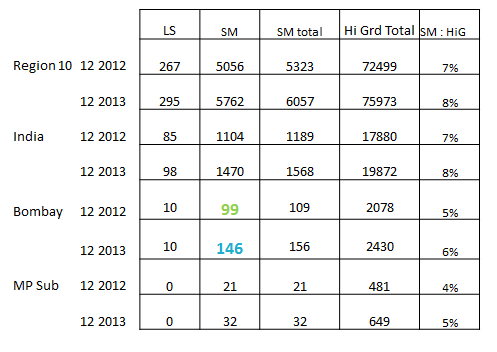 LS SM SM total Hi Grd Total SM : HiG
Region 10 12 2012 267 5056 5323 72499 7%
12 2013 295 5762 6057 75973 8%
India 12 2012 85 1104 1189 17880 7%
12 2013 98 1470 1568 19872 8%
Bombay 12 2012 10 99 109 2078 5%
12 2013 10 146 156 2430 6%
MP Sub 12 2012 0 21 21 481 4%
12 2013 0 32 32 649 5%